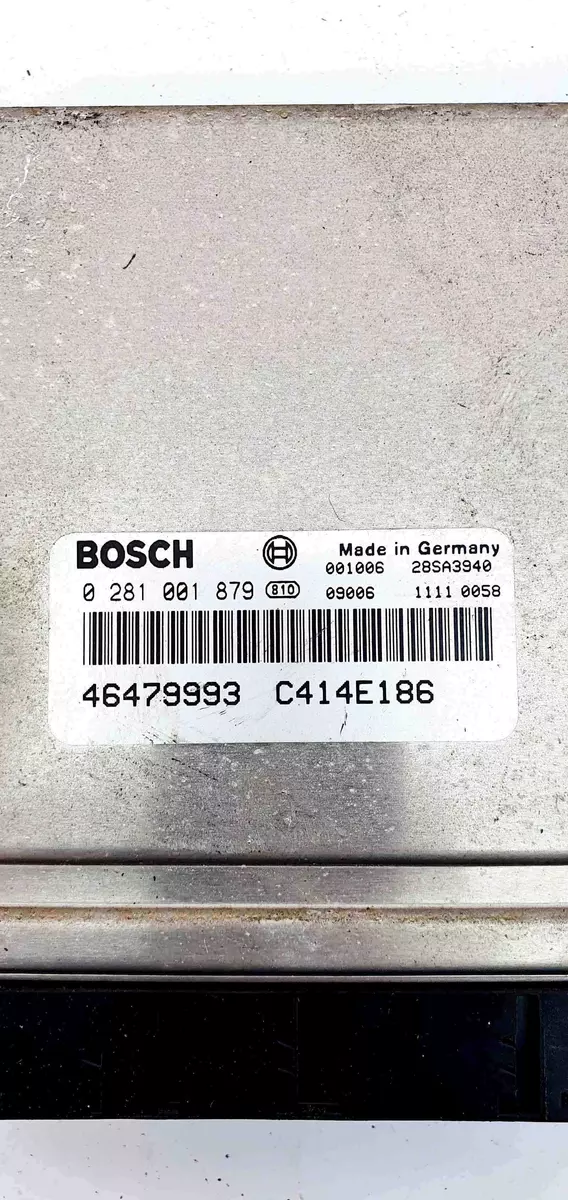 BOSCH Made in Germany
001006 28SA3940
0 281 001 879 810 09006 1111 0058
46479993 C414E186